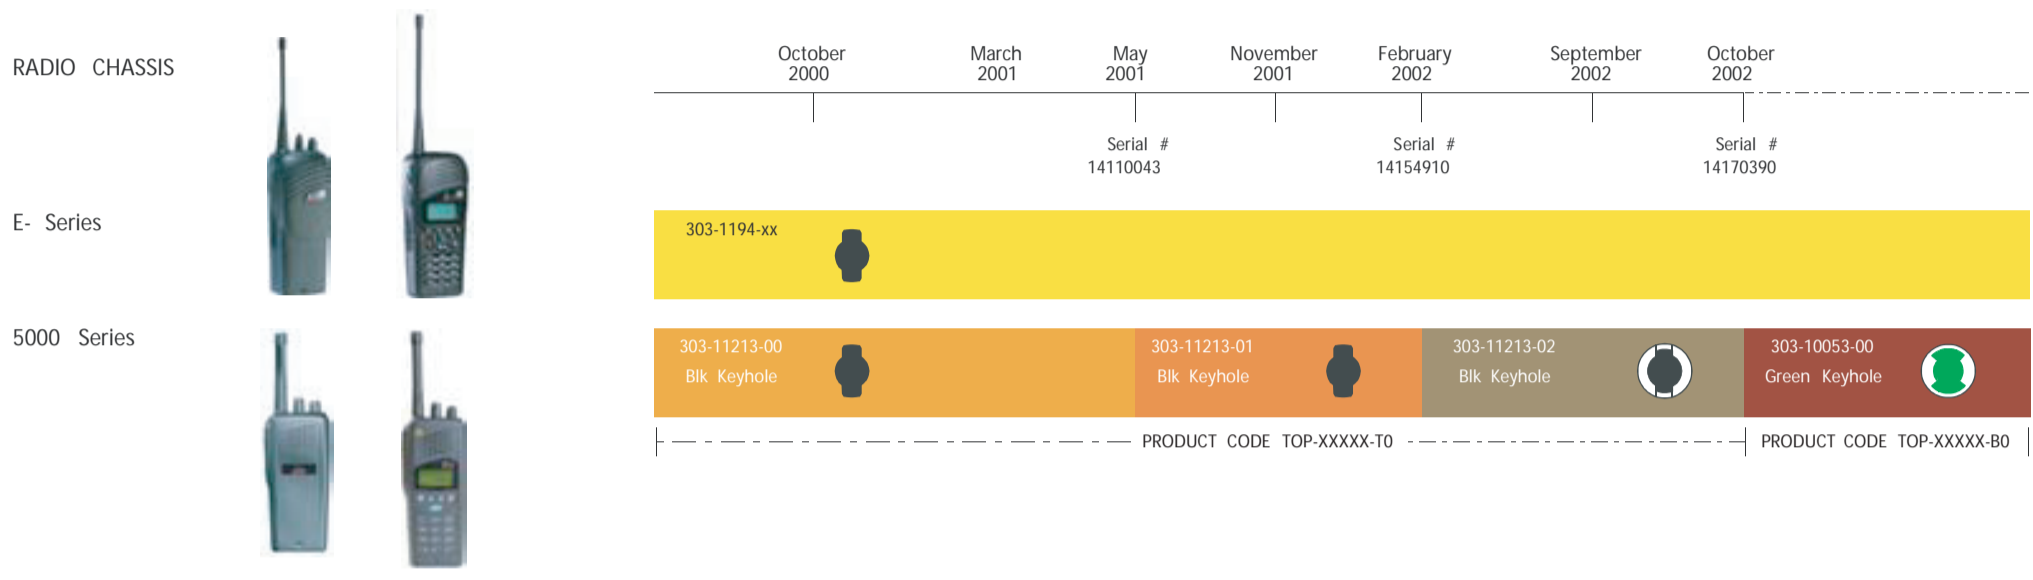 RADIO CHASSIS
October 2000
March 2001
May 2001
November 2001
February 2002
September 2002
October 2002
Serial # 14110043
Serial # 14154910
Serial # 14170390
E- Series
303-1194-xx
5000 Series
303-11213-00
Blk Keyhole
303-11213-01
Blk Keyhole
303-11213-02
Blk Keyhole
303-10053-00
Green Keyhole
PRODUCT CODE TOP-XXXXX-T0
PRODUCT CODE TOP-XXXXX-B0